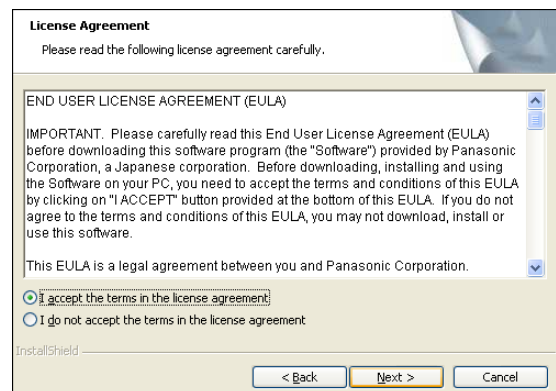 License Agreement
Please read the following license agreement carefully.
END USER LICENSE AGREEMENT (EULA)
IMPORTANT.  Please carefully read this End User License Agreement (EULA)
before downloading this software program (the "Software") provided by Panasonic
Corporation, a Japanese corporation.  Before downloading, installing and using
the Software on your PC, you need to accept the terms and conditions of this EULA
by clicking on "I ACCEPT" button provided at the bottom of this EULA.  If you do not
agree to the terms and conditions of this EULA, you may not download, install or
use this software.
This EULA is a legal agreement between you and Panasonic Corporation.
I accept the terms in the license agreement
I do not accept the terms in the license agreement
InstallShield
< Back
Next >
Cancel